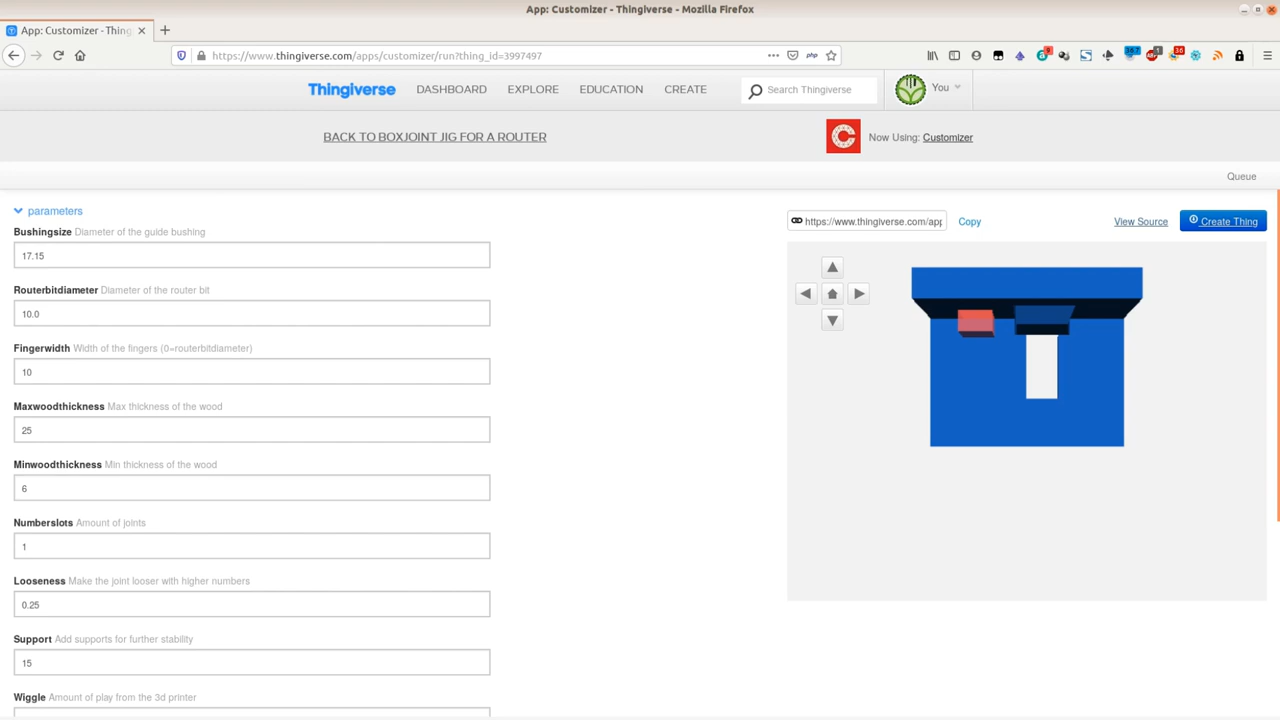 App: Customizer - Thingiverse - Mozilla Firefox
App: Customizer - Thing
https://www.thingiverse.com/apps/customizer/run?thing_id=3997497
php
9
367
1
36
Thingiverse DASHBOARD EXPLORE EDUCATION CREATE Search Thingiverse You
BACK TO BOXJOINT JIG FOR A ROUTER
Now Using: Customizer
Queue
parameters
https://www.thingiverse.com/app Copy View Source Create Thing
Bushingsize Diameter of the guide bushing
17.15
Routerbitdiameter Diameter of the router bit
10.0
Fingerwidth Width of the fingers (0=routerbitdiameter)
10
Maxwoodthickness Max thickness of the wood
25
Minwoodthickness Min thickness of the wood
6
Numberslots Amount of joints
1
Looseness Make the joint looser with higher numbers
0.25
Support Add supports for further stability
15
Wiggle Amount of play from the 3d printer